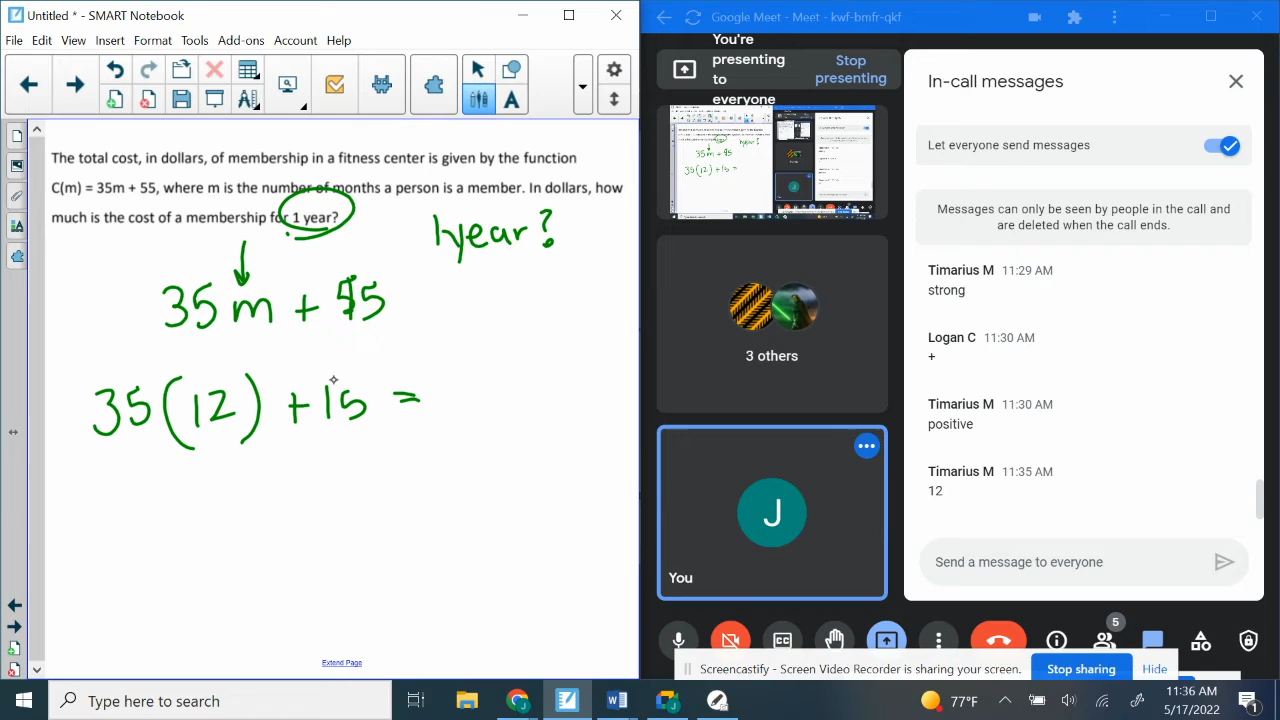 Untitled * - SMART Notebook
File Edit View Insert Format Tools Add-ons Account Help
The total cost, in dollars, of membership in a fitness center is given by the function
C(m) = 35m + 55, where m is the number of months a person is a member. In dollars, how
much is the cost of a membership for 1 year?
1year?
35m + 55
35(12) +15 =
Extend Page
Google Meet - Meet - kwf-bmfr-qkf
You're
presenting
to
everyone
Stop
presenting
3 others
J
You
In-call messages
Let everyone send messages
Messages can only be seen by people in the call and
are deleted when the call ends.
Timarius M 11:29 AM
strong
Logan C 11:30 AM
+
Timarius M 11:30 AM
positive
Timarius M 11:35 AM
12
Send a message to everyone
5
Screencastify - Screen Video Recorder is sharing your screen.
Stop sharing
Hide
Type here to search
77°F
11:36 AM
5/17/2022
1